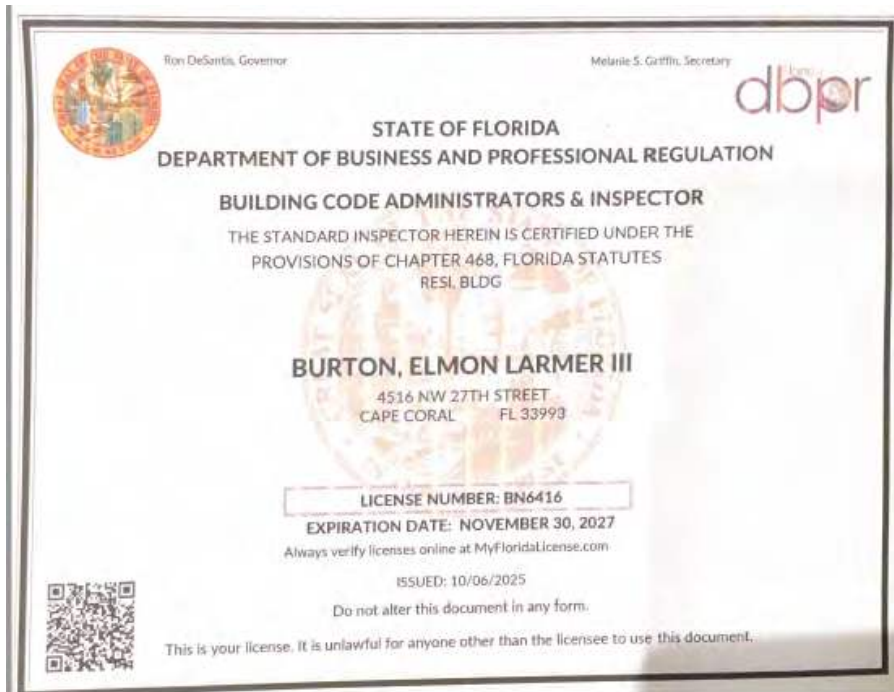 Ron DeSantis, Governor
Melanie S. Griffin, Secretary
dbpr
STATE OF FLORIDA
DEPARTMENT OF BUSINESS AND PROFESSIONAL REGULATION
BUILDING CODE ADMINISTRATORS & INSPECTOR
THE STANDARD INSPECTOR HEREIN IS CERTIFIED UNDER THE
PROVISIONS OF CHAPTER 468, FLORIDA STATUTES
RESI, BLDG
BURTON, ELMON LARMER III
4516 NW 27TH STREET
CAPE CORAL FL 33993
LICENSE NUMBER: BN6416
EXPIRATION DATE: NOVEMBER 30, 2027
Always verify licenses online at MyFloridaLicense.com
ISSUED: 10/06/2025
Do not alter this document in any form.
This is your license. It is unlawful for anyone other than the licensee to use this document.